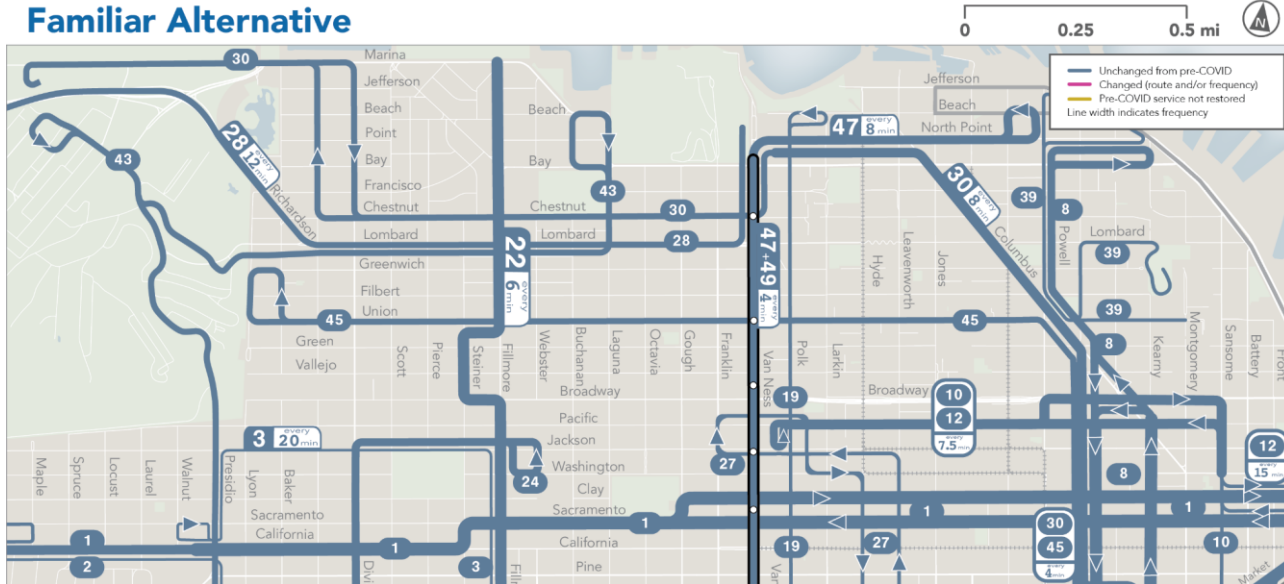 Familiar Alternative
0 0.25 0.5 mi
N
Unchanged from pre-COVID
Changed (route and/or frequency)
Pre-COVID service not restored
Line width indicates frequency
30
Marina
Jefferson
Beach
Point
Bay
Francisco
Chestnut
Lombard
Greenwich
Filbert
Union
Green
Vallejo
43
28 every 12 min
Richardson
Beach
Bay
43
Chestnut
30
Lombard
28
22 every 6 min
45
47 every 8 min
North Point
Jefferson
Beach
30 every 8 min
Columbus
39
8
Powell
Lombard
39
39
8
47+49 every 4 min
Hyde
Leavenworth
Jones
45
Scott
Pierce
Steiner
Fillmore
Webster
Buchanan
Laguna
Octavia
Gough
Franklin
Van Ness
Polk
Larkin
Kearny
Montgomery
Sansome
Battery
Front
Broadway
Pacific
Jackson
Washington
Clay
Sacramento
California
Pine
19
Broadway
10
12
every 7.5 min
3 every 20 min
24
27
8
12
every 15 min
Maple
Spruce
Locust
Laurel
Walnut
Presidio
Lyon
Baker
Sacramento
California
1
2
1
Divi
3
Fillm
1
19
Van
27
1
30
45
every 4 min
1
10
Market